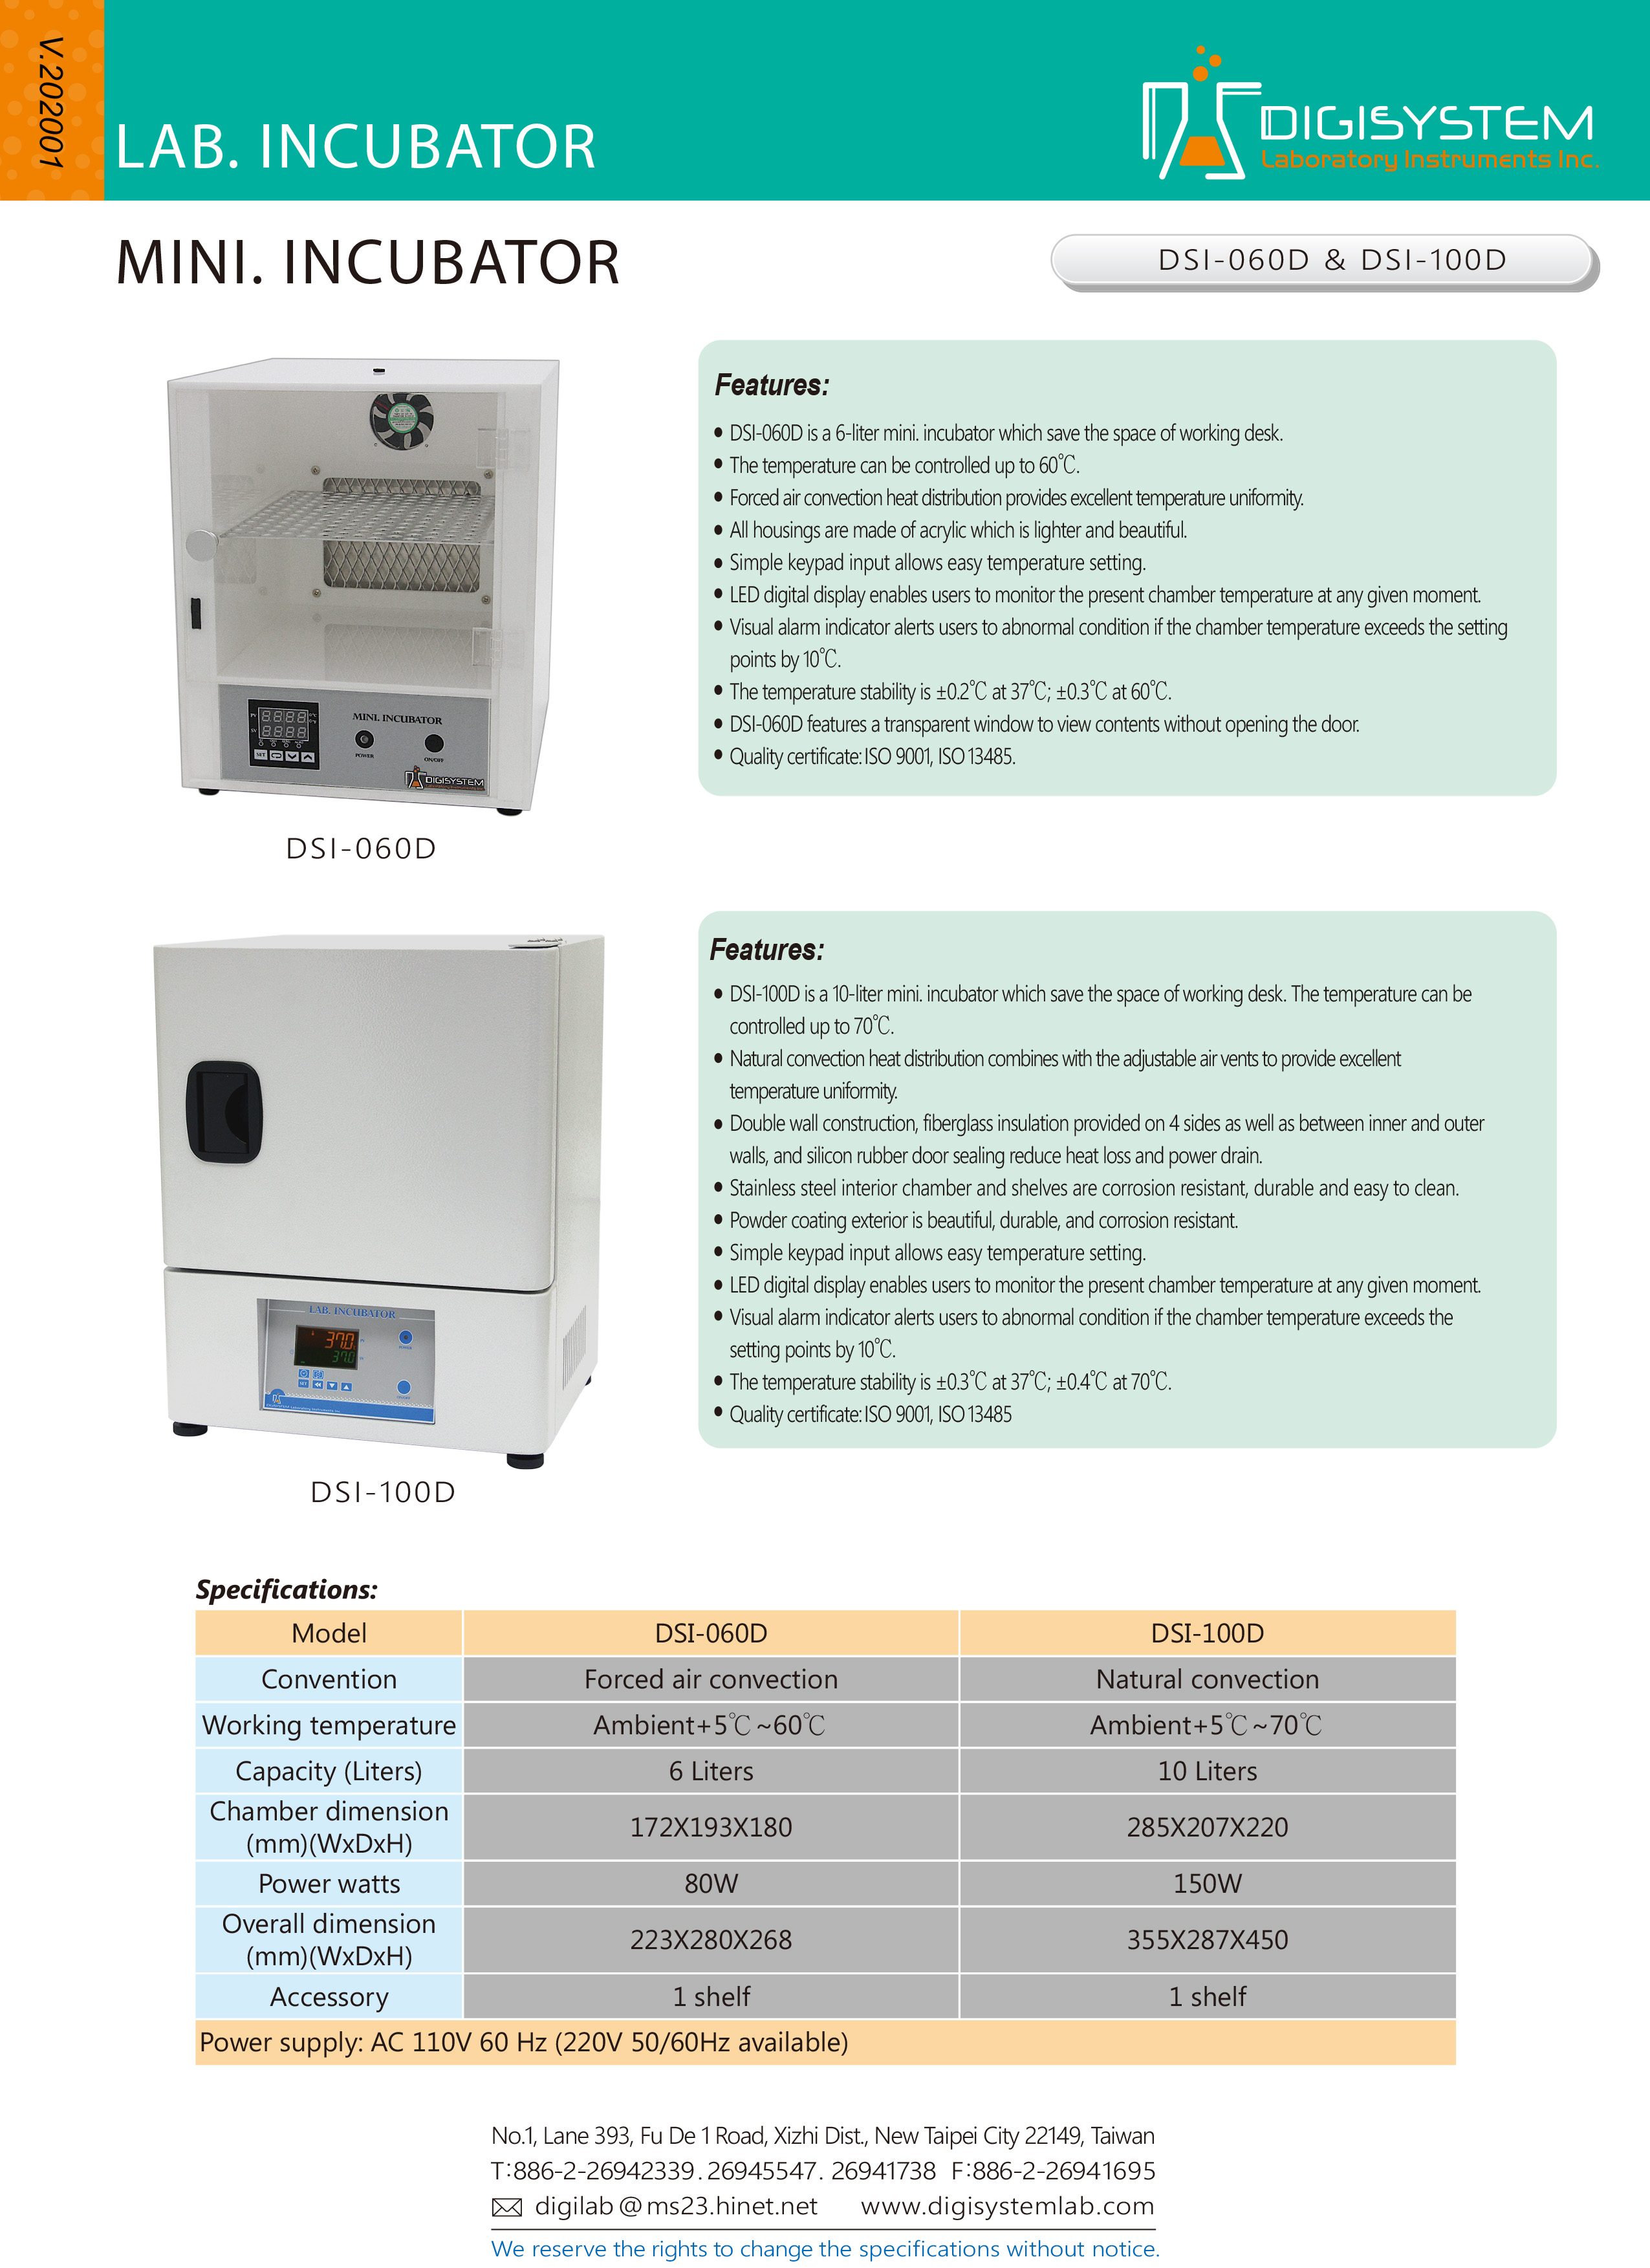 V.202001
LAB. INCUBATOR
DIGISYSTEM
Laboratory Instruments Inc.
MINI. INCUBATOR
DSI-060D & DSI-100D
PV
SV
SET
MINI. INCUBATOR
POWER
ON/OFF
DIGISYSTEM
DSI-060D
Features:
• DSI-060D is a 6-liter mini. incubator which save the space of working desk.
• The temperature can be controlled up to 60℃.
• Forced air convection heat distribution provides excellent temperature uniformity.
• All housings are made of acrylic which is lighter and beautiful.
• Simple keypad input allows easy temperature setting.
• LED digital display enables users to monitor the present chamber temperature at any given moment.
• Visual alarm indicator alerts users to abnormal condition if the chamber temperature exceeds the setting
points by 10℃.
• The temperature stability is ±0.2℃ at 37℃; ±0.3℃ at 60℃.
• DSI-060D features a transparent window to view contents without opening the door.
• Quality certificate: ISO 9001, ISO 13485.
LAB. INCUBATOR
37.0
37.0
POWER
SET
DSI-100D
Features:
• DSI-100D is a 10-liter mini. incubator which save the space of working desk. The temperature can be
controlled up to 70℃.
• Natural convection heat distribution combines with the adjustable air vents to provide excellent
temperature uniformity.
• Double wall construction, fiberglass insulation provided on 4 sides as well as between inner and outer
walls, and silicon rubber door sealing reduce heat loss and power drain.
• Stainless steel interior chamber and shelves are corrosion resistant, durable and easy to clean.
• Powder coating exterior is beautiful, durable, and corrosion resistant.
• Simple keypad input allows easy temperature setting.
• LED digital display enables users to monitor the present chamber temperature at any given moment.
• Visual alarm indicator alerts users to abnormal condition if the chamber temperature exceeds the
setting points by 10℃.
• The temperature stability is ±0.3℃ at 37℃; ±0.4℃ at 70℃.
• Quality certificate: ISO 9001, ISO 13485
Specifications:
Model DSI-060D DSI-100D
Convention Forced air convection Natural convection
Working temperature Ambient+5℃~60℃ Ambient+5℃~70℃
Capacity (Liters) 6 Liters 10 Liters
Chamber dimension
(mm)(WxDxH) 172X193X180 285X207X220
Power watts 80W 150W
Overall dimension
(mm)(WxDxH) 223X280X268 355X287X450
Accessory 1 shelf 1 shelf
Power supply: AC 110V 60 Hz (220V 50/60Hz available)
No.1, Lane 393, Fu De 1 Road, Xizhi Dist., New Taipei City 22149, Taiwan
T:886-2-26942339. 26945547. 26941738 F:886-2-26941695
digilab@ms23.hinet.net www.digisystemlab.com
We reserve the rights to change the specifications without notice.